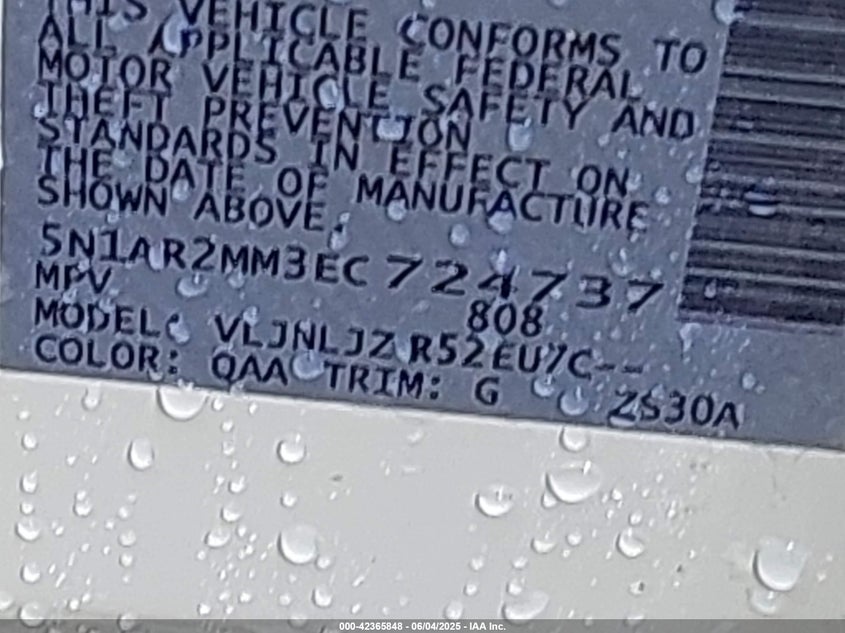 THIS VEHICLE CONFORMS TO
ALL APPLICABLE FEDERAL
MOTOR VEHICLE SAFETY AND
THEFT PREVENTION
STANDARDS IN EFFECT ON
THE DATE OF MANUFACTURE
SHOWN ABOVE.
5N1AR2MM3EC724737
MPV 808
MODEL: VLJNLJZ R52EU7C--
COLOR: QAA TRIM: G ZS30A
000-42365848 - 06/04/2025 - IAA Inc.